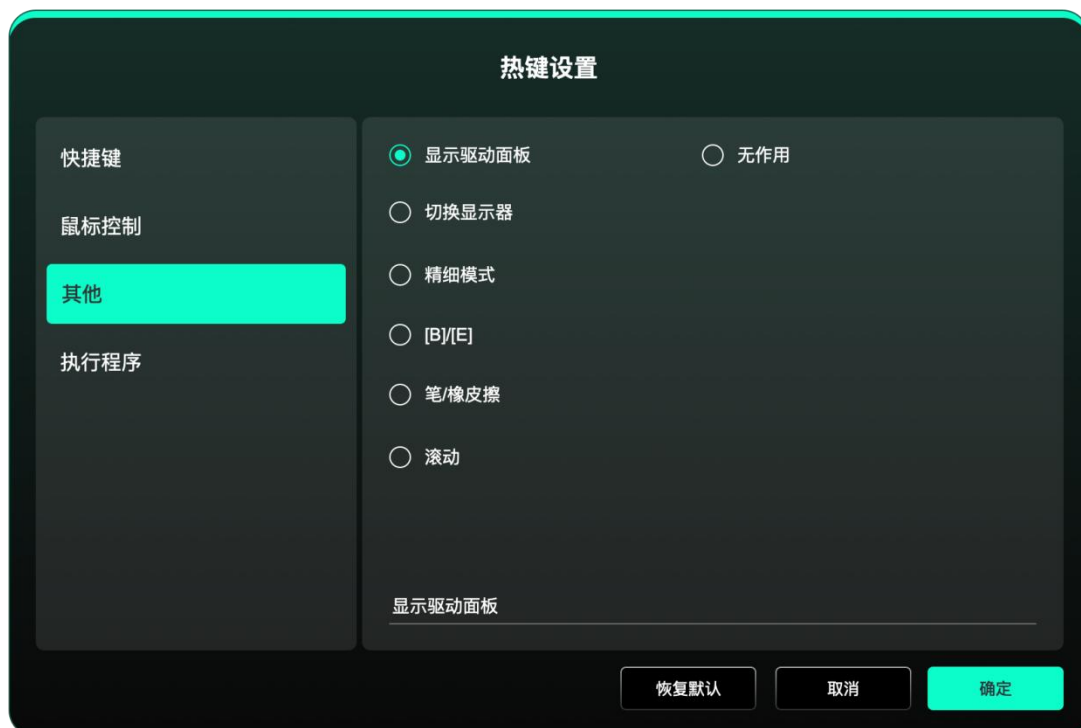 热键设置
快捷键
鼠标控制
其他
执行程序
显示驱动面板
无作用
切换显示器
精细模式
[B]/[E]
笔/橡皮擦
滚动
显示驱动面板
恢复默认
取消
确定